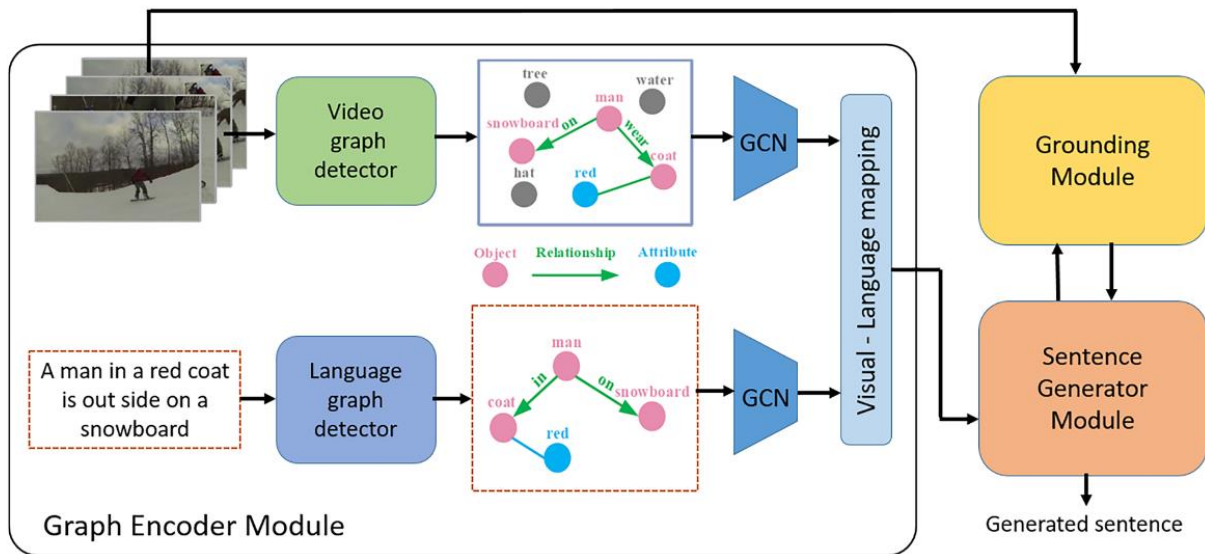 Video
graph
detector
tree
water
man
snowboard
on
wear
coat
hat
red
GCN
Visual - Language mapping
Grounding
Module
Object
Relationship
Attribute
A man in a red coat
is out side on a
snowboard
Language
graph
detector
man
in
on
coat
snowboard
red
GCN
Sentence
Generator
Module
Graph Encoder Module
Generated sentence